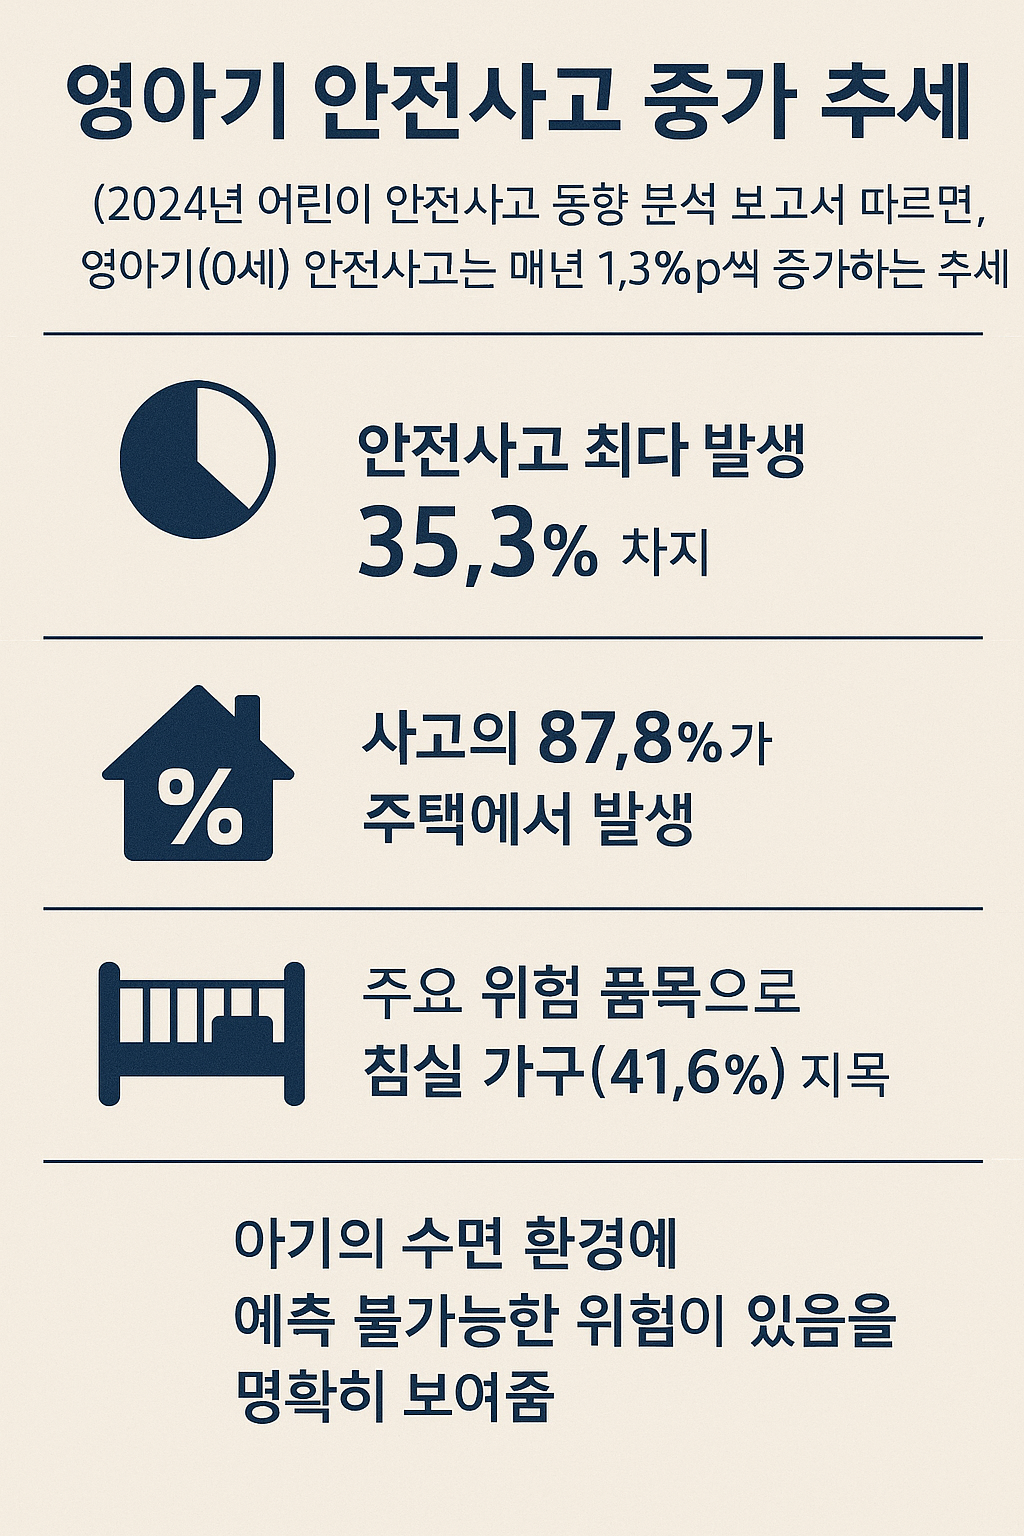 영아기 안전사고 중가 추세
(2024년 어린이 안전사고 동향 분석 보고서 따르면,
영아기(0세) 안전사고는 매년 1,3%p씩 증가하는 추세
안전사고 최다 발생
35,3% 차지
%
사고의 87,8%가
주택에서 발생
주요 위험 품목으로
침실 가구(41,6%) 지목
아기의 수면 환경에
예측 불가능한 위험이 있음을
명확히 보여줌